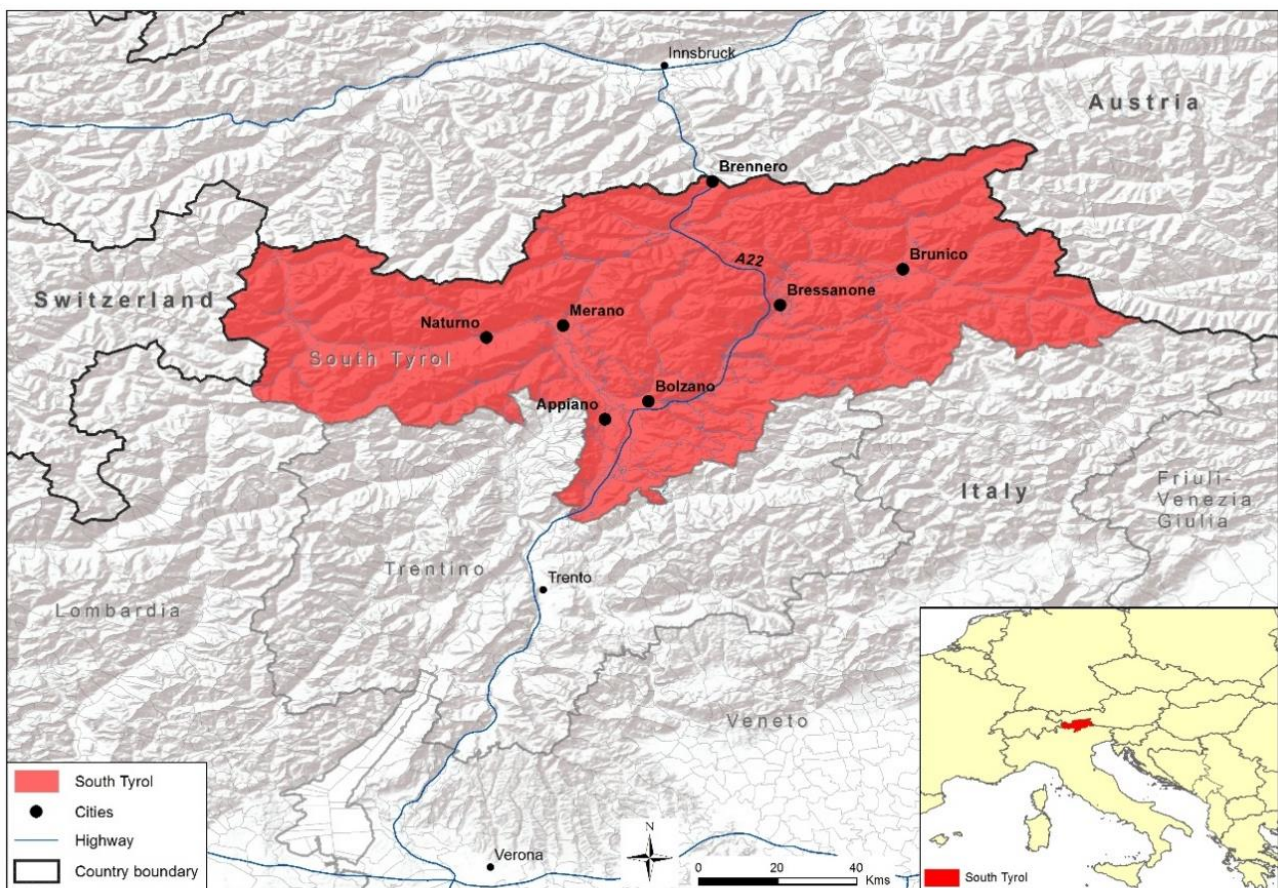 Innsbruck
Austria
Brennero
A22
Brunico
Bressanone
Switzerland
Merano
Naturno
South Tyrol
Bolzano
Appiano
Italy
Friuli-
Venezia
Giulia
Trentino
Trento
Lombardia
Veneto
Verona
South Tyrol
Cities
Highway
Country boundary
N
0 20 40
Kms
South Tyrol